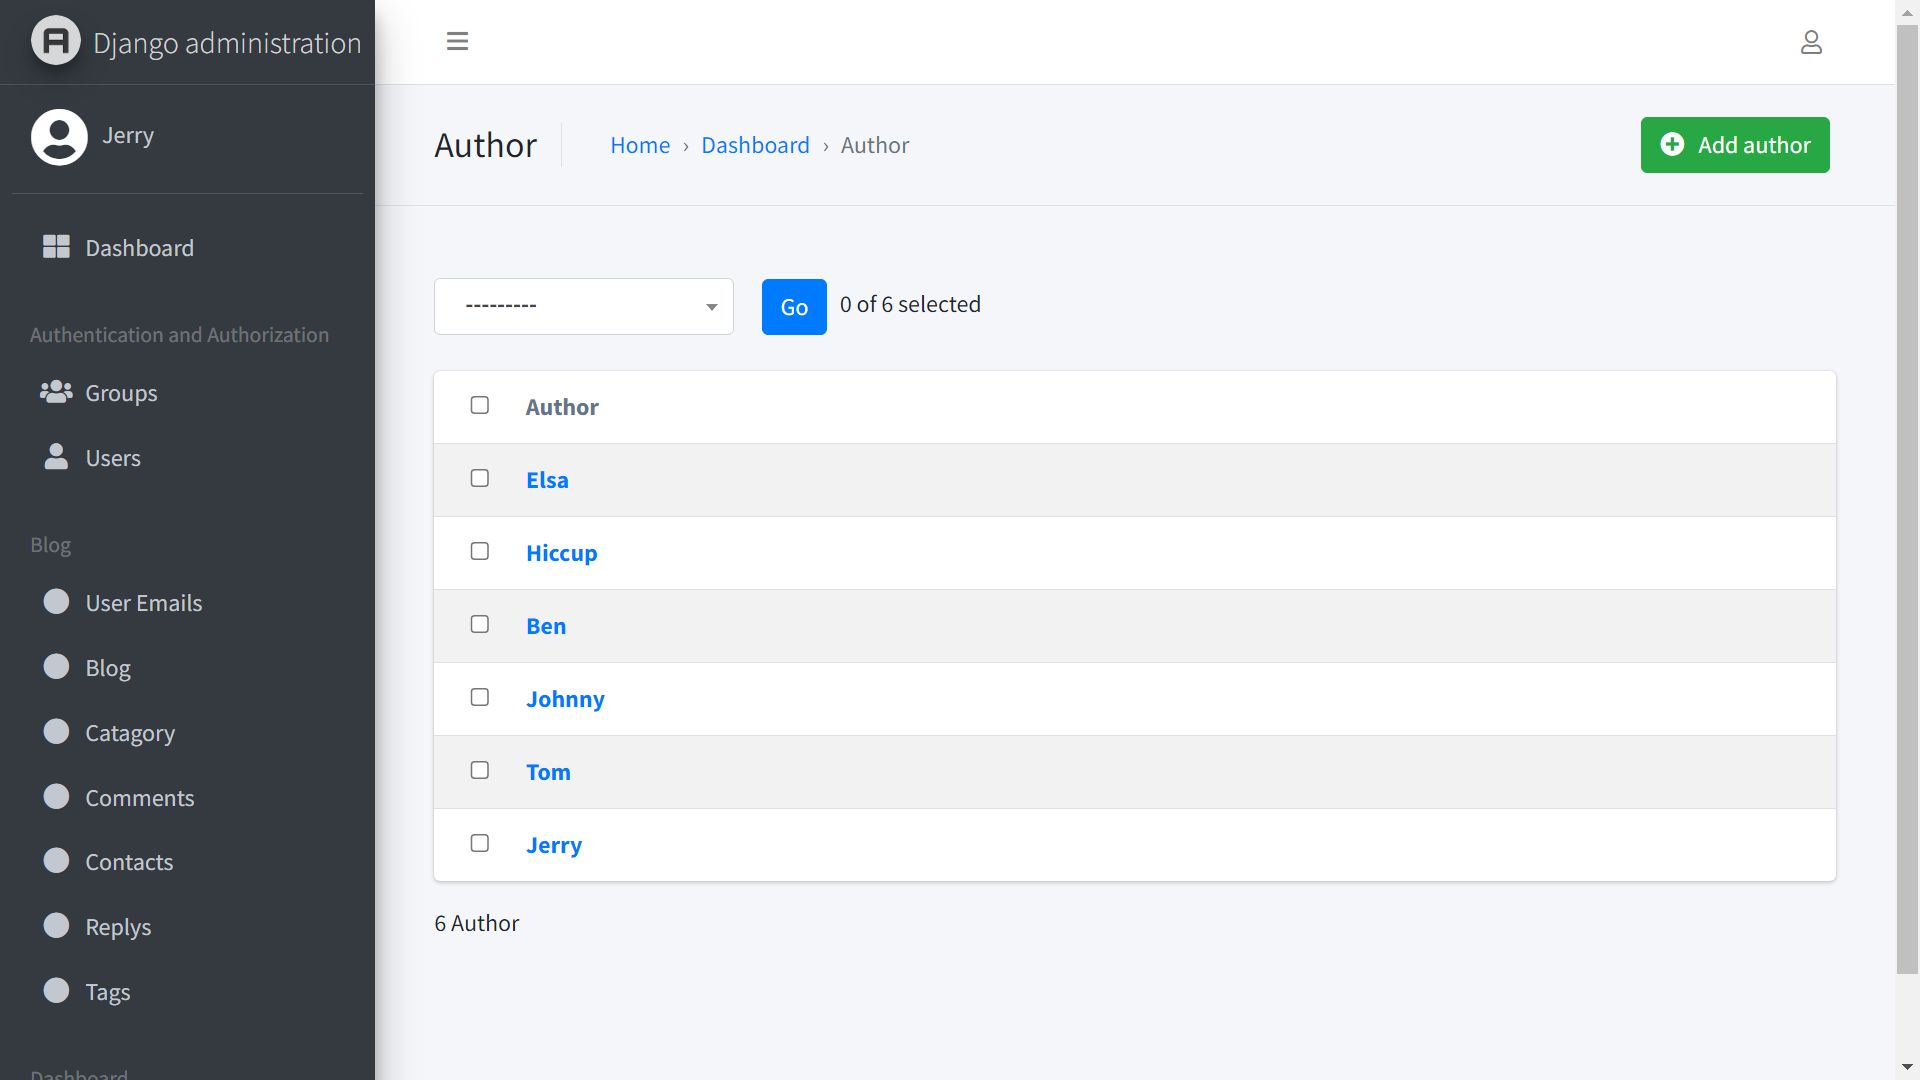 Django administration
Jerry
Dashboard
Authentication and Authorization
Groups
Users
Blog
User Emails
Blog
Catagory
Comments
Contacts
Replys
Tags
Dashboard
Author
Home › Dashboard › Author
Add author
---------
Go
0 of 6 selected
Author
Elsa
Hiccup
Ben
Johnny
Tom
Jerry
6 Author